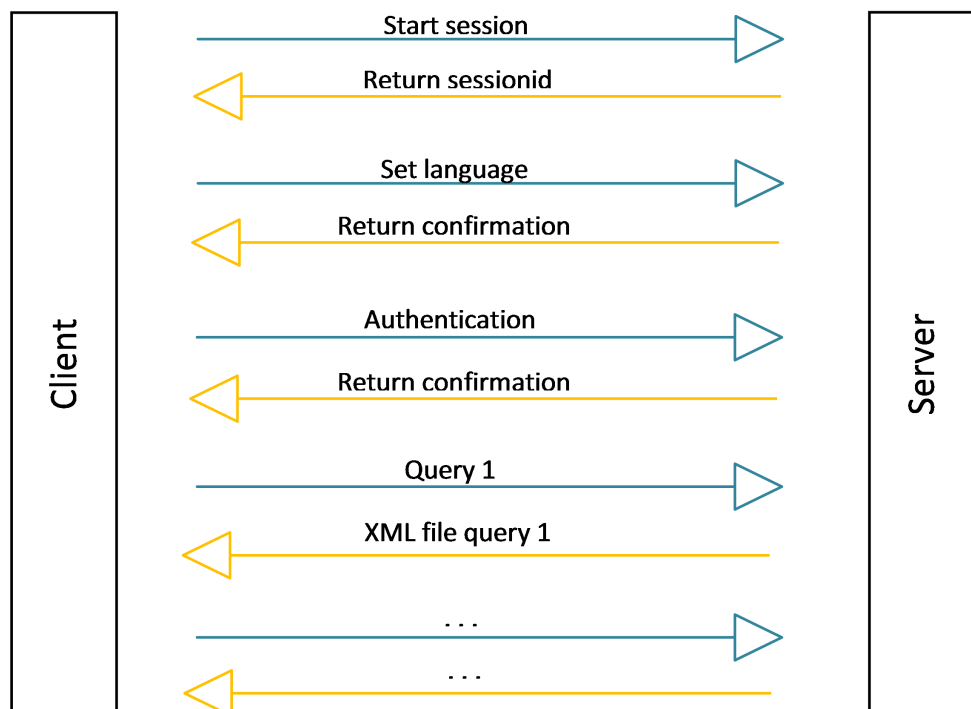 Start session
Return sessionid
Set language
Return confirmation
Authentication
Return confirmation
Client
Server
Query 1
XML file query 1
. . .
. . .